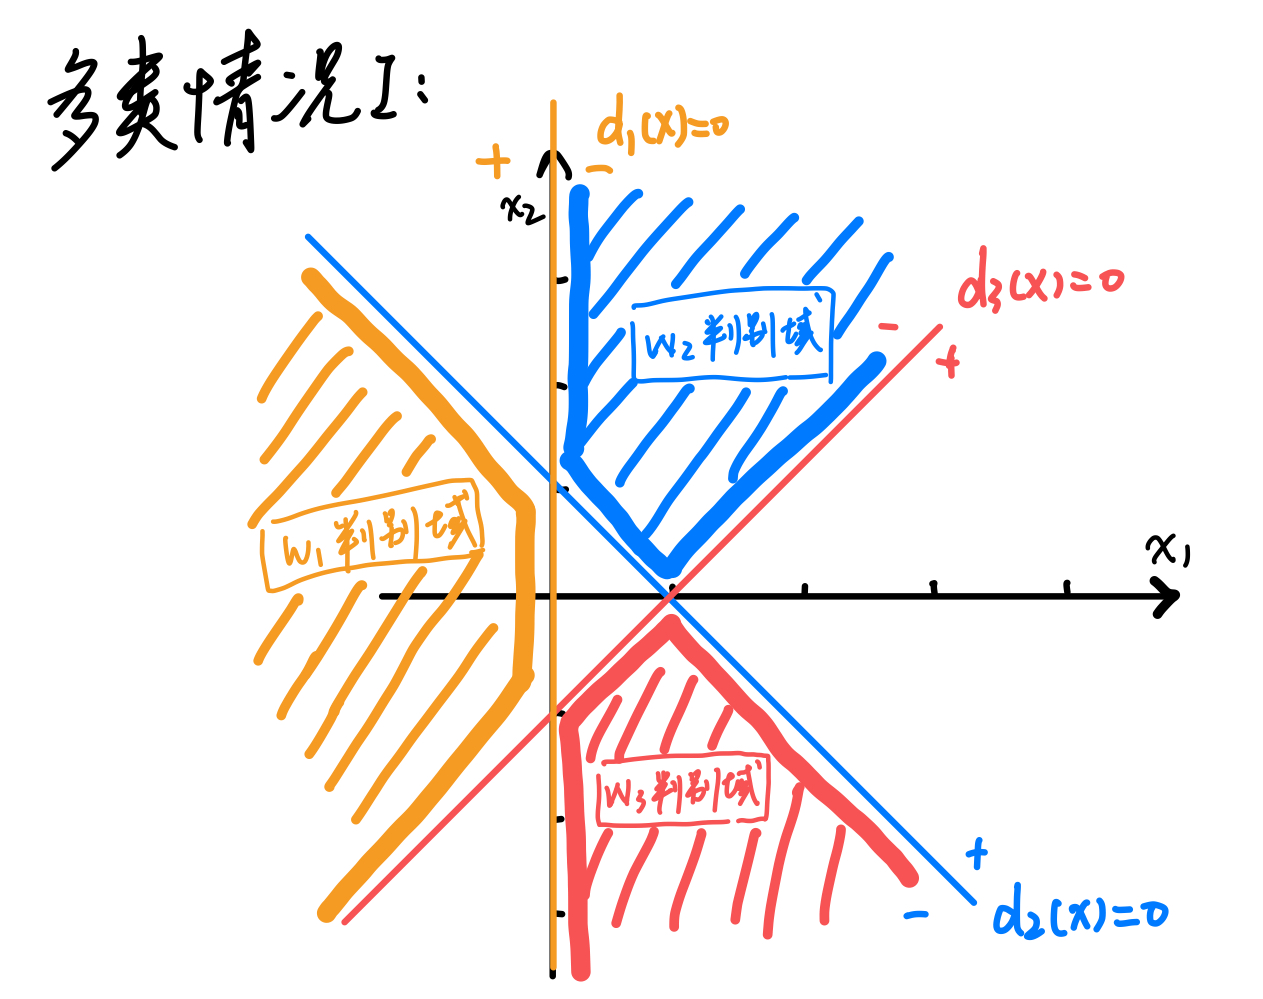 多类情况I:
d₁(x)=0
+
-
x₂
d₃(x)=0
-
+
w₂判别域
w₁判别域
x₁
w₃判别域
+
-
d₂(x)=0